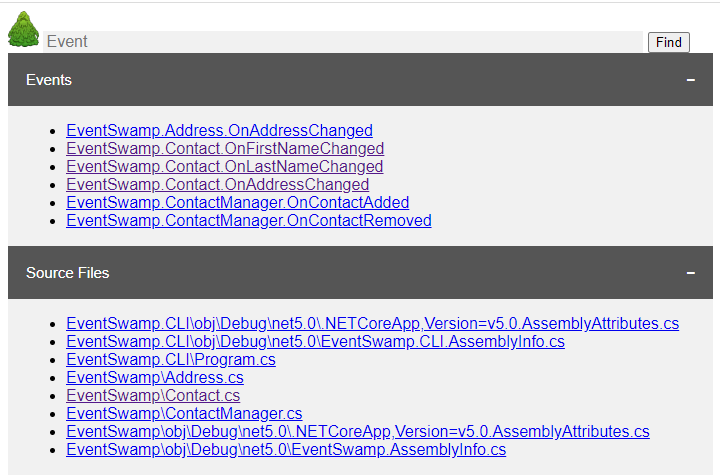 Event
Find
Events
−
EventSwamp.Address.OnAddressChanged
EventSwamp.Contact.OnFirstNameChanged
EventSwamp.Contact.OnLastNameChanged
EventSwamp.Contact.OnAddressChanged
EventSwamp.ContactManager.OnContactAdded
EventSwamp.ContactManager.OnContactRemoved
Source Files
−
EventSwamp.CLI\obj\Debug\net5.0\.NETCoreApp,Version=v5.0.AssemblyAttributes.cs
EventSwamp.CLI\obj\Debug\net5.0\EventSwamp.CLI.AssemblyInfo.cs
EventSwamp.CLI\Program.cs
EventSwamp\Address.cs
EventSwamp\Contact.cs
EventSwamp\ContactManager.cs
EventSwamp\obj\Debug\net5.0\.NETCoreApp,Version=v5.0.AssemblyAttributes.cs
EventSwamp\obj\Debug\net5.0\EventSwamp.AssemblyInfo.cs